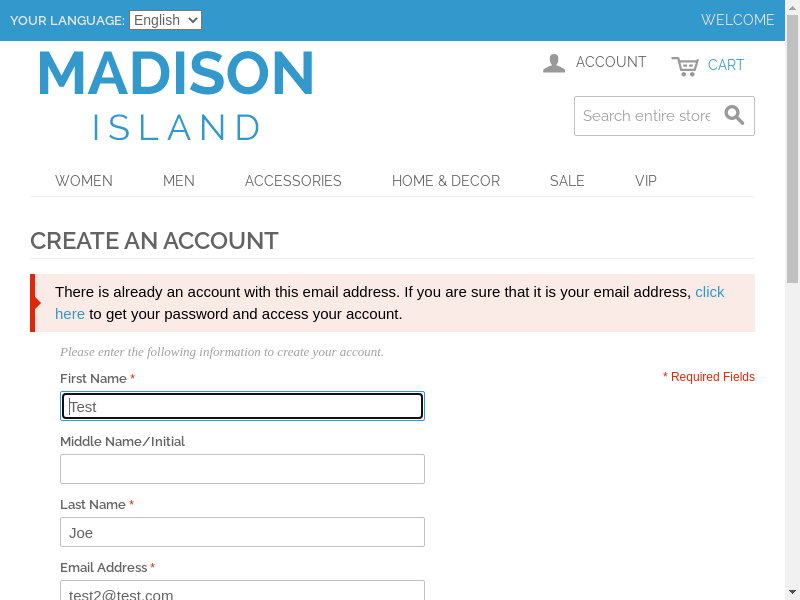 YOUR LANGUAGE: English WELCOME
MADISON
ISLAND
ACCOUNT CART
Search entire store
WOMEN MEN ACCESSORIES HOME & DECOR SALE VIP
CREATE AN ACCOUNT
There is already an account with this email address. If you are sure that it is your email address, click
here to get your password and access your account.
Please enter the following information to create your account.
First Name * * Required Fields
Test
Middle Name/Initial
Last Name *
Joe
Email Address *
test2@test.com